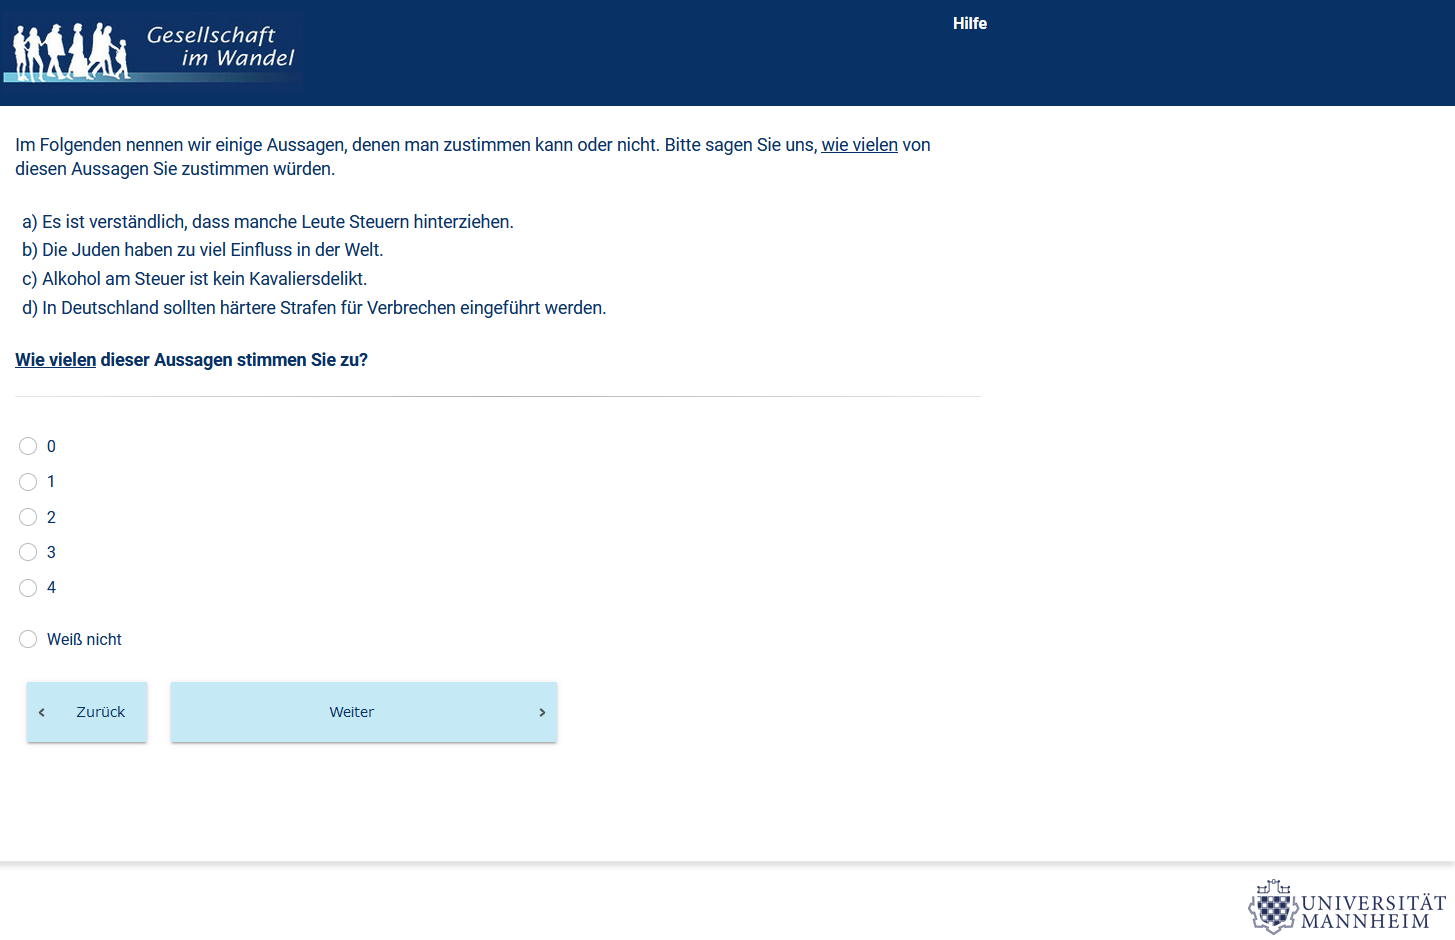 Gesellschaft
im Wandel
Hilfe
Im Folgenden nennen wir einige Aussagen, denen man zustimmen kann oder nicht. Bitte sagen Sie uns, wie vielen von
diesen Aussagen Sie zustimmen würden.
a) Es ist verständlich, dass manche Leute Steuern hinterziehen.
b) Die Juden haben zu viel Einfluss in der Welt.
c) Alkohol am Steuer ist kein Kavaliersdelikt.
d) In Deutschland sollten härtere Strafen für Verbrechen eingeführt werden.
Wie vielen dieser Aussagen stimmen Sie zu?
0
1
2
3
4
Weiß nicht
Zurück
Weiter
UNIVERSITÄT
MANNHEIM